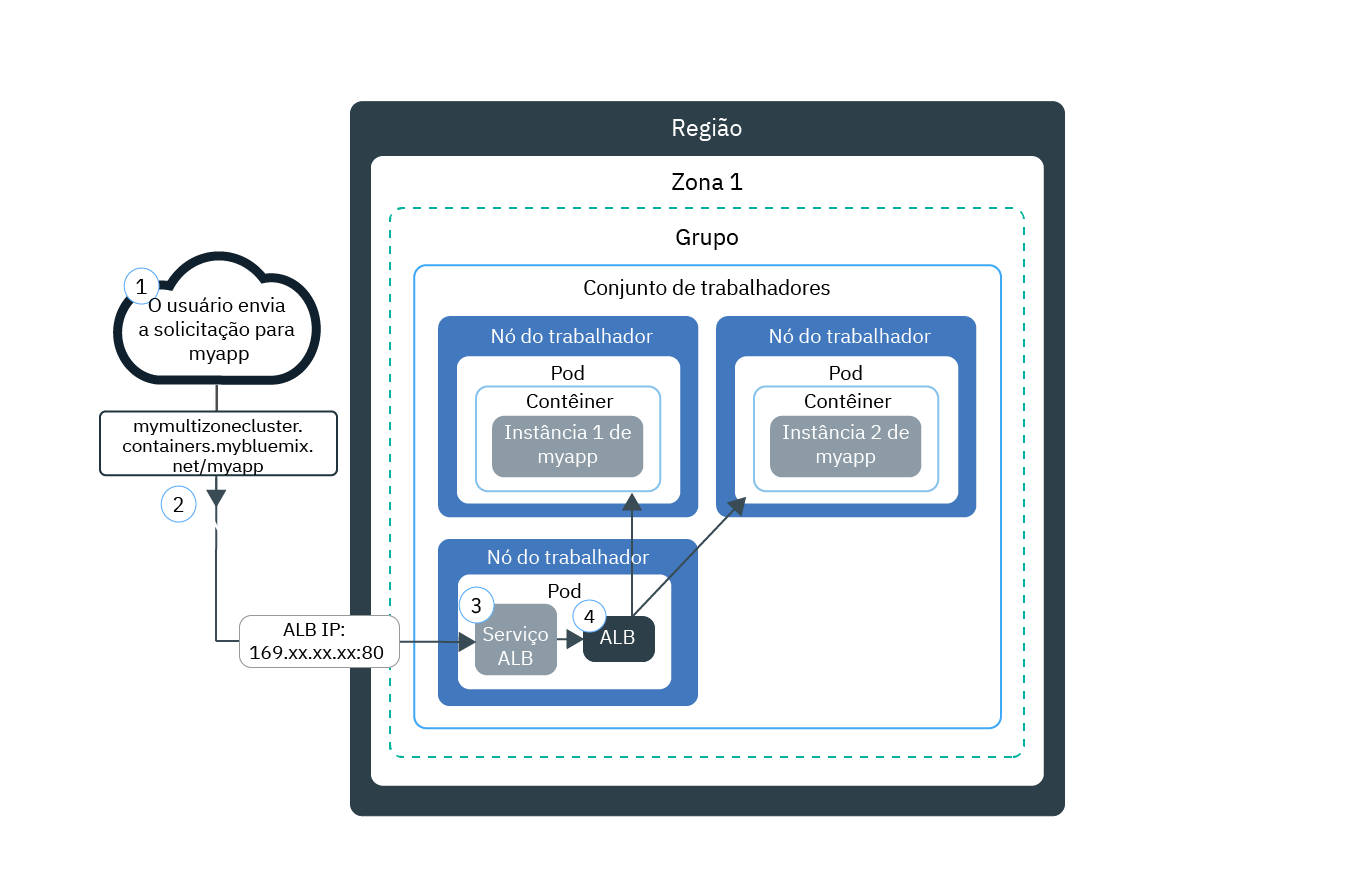 Região
Zona 1
Grupo
Conjunto de trabalhadores
1
O usuário envia
a solicitação para
myapp
mymultizonecluster.
containers.mybluemix.
net/myapp
2
ALB IP:
169.xx.xx.xx:80
Nó do trabalhador
Pod
Contêiner
Instância 1 de
myapp
Nó do trabalhador
Pod
Contêiner
Instância 2 de
myapp
Nó do trabalhador
Pod
3
Serviço
ALB
4
ALB